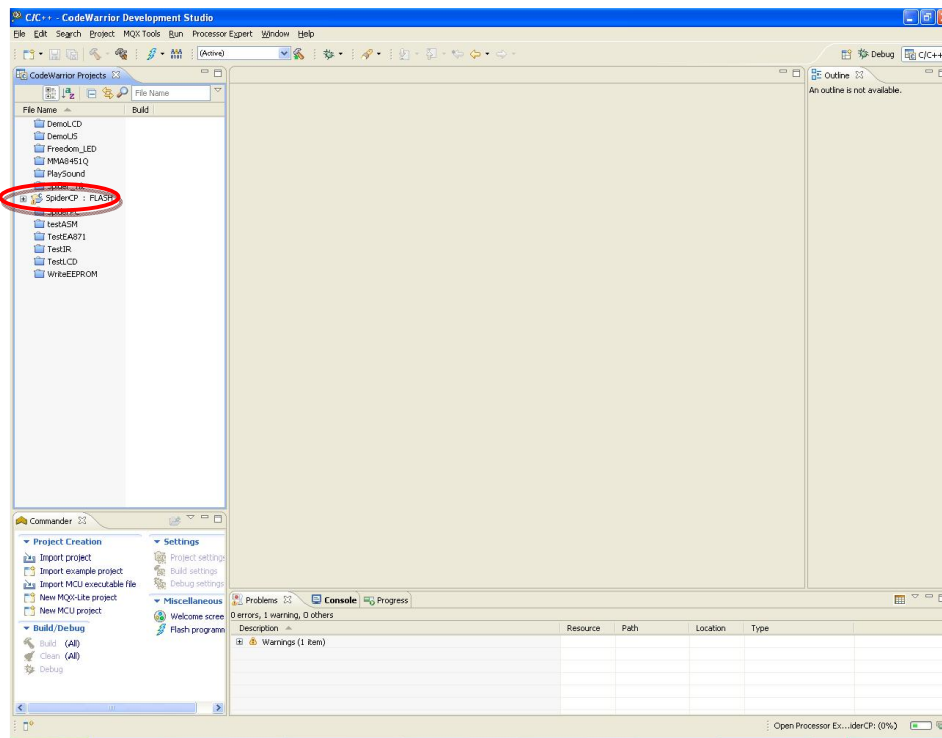 C/C++ - CodeWarrior Development Studio
File Edit Search Project MQX Tools Run Processor Expert Window Help
(Active) Debug C/C++
CodeWarrior Projects
File Name
File Name Build
DemoLCD
DemoUS
Freedom_LED
MMA8451Q
PlaySound
SpiderCP : FLASH
testASM
TestEA871
TestIR
TestLCD
WriteEEPROM
Outline
An outline is not available.
Commander
Project Creation
Import project
Import example project
Import MCU executable file
New MQX-Lite project
New MCU project
Build/Debug
Build (All)
Clean (All)
Debug
Settings
Project settings
Build settings
Debug settings
Miscellaneous
Welcome scree
Flash programm
Problems Console Progress
0 errors, 1 warning, 0 others
Description Resource Path Location Type
Warnings (1 item)
Open Processor Ex...iderCP: (0%)